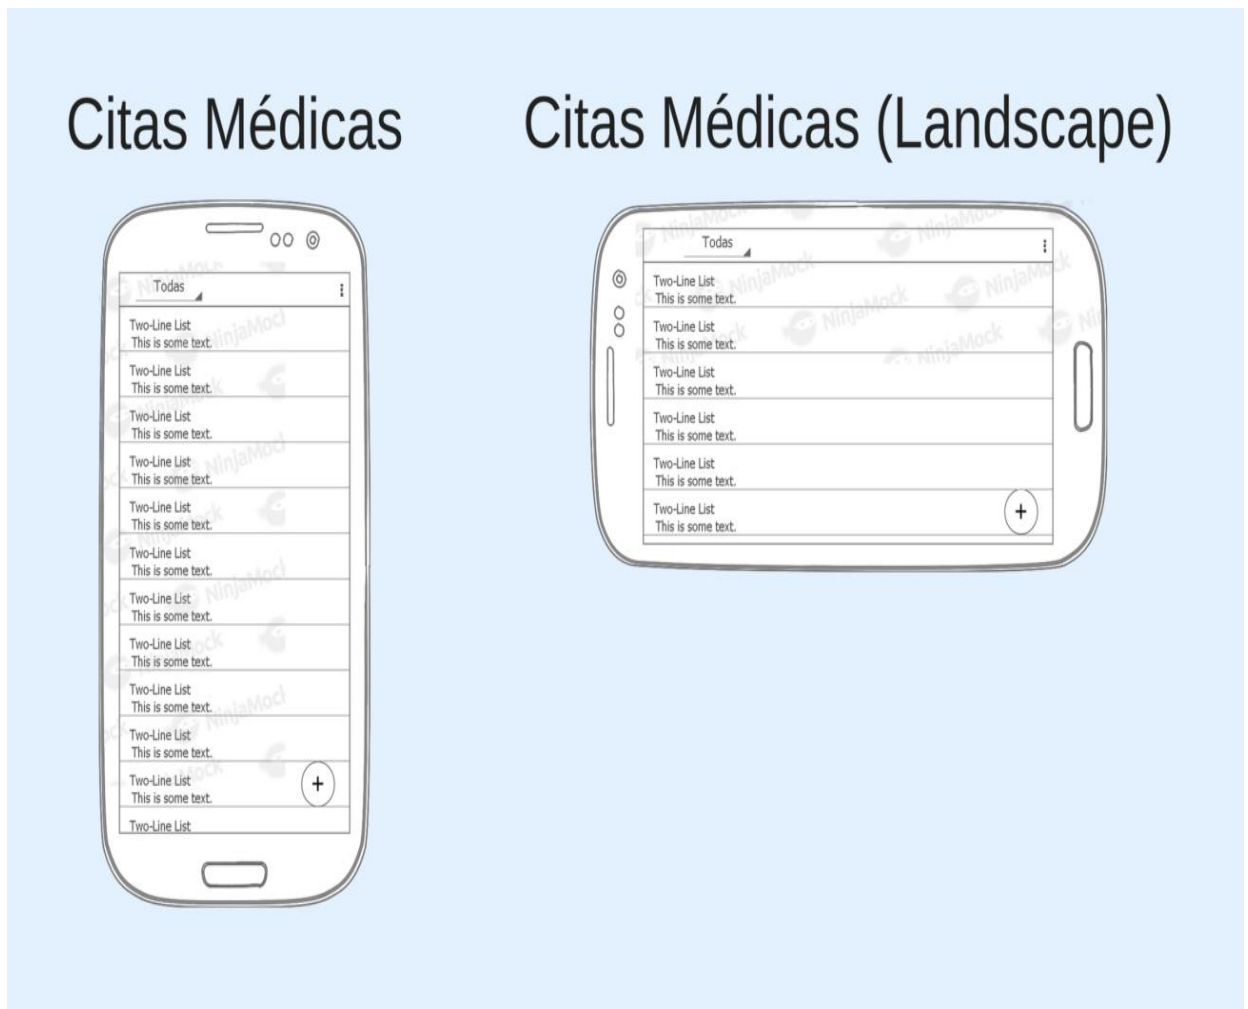 Citas Médicas
Todas
Two-Line List
This is some text.
Two-Line List
This is some text.
Two-Line List
This is some text.
Two-Line List
This is some text.
Two-Line List
This is some text.
Two-Line List
This is some text.
Two-Line List
This is some text.
Two-Line List
This is some text.
Two-Line List
This is some text.
Two-Line List
This is some text.
Two-Line List
This is some text.
+
Two-Line List
Citas Médicas (Landscape)
Todas
Two-Line List
This is some text.
Two-Line List
This is some text.
Two-Line List
This is some text.
Two-Line List
This is some text.
Two-Line List
This is some text.
Two-Line List
This is some text.
+
NinjaMock
NinjaMock
NinjaMock
NinjaMock